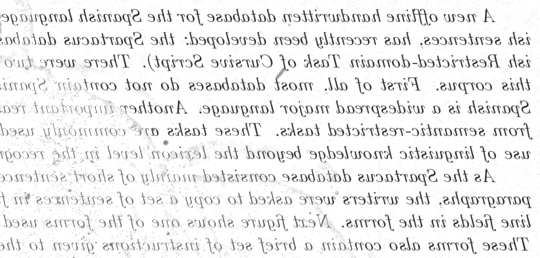 A new offline handwritten database for the Spanish language
ish sentences, has recently been developed: the Spartacus databas
ish Restricted-domain Task of Cursive Script). There were two
this corpus. First of all, most databases do not contain Spani
Spanish is a widespread major language. Another important rea
from semantic-restricted tasks. These tasks are commonly used
use of linguistic knowledge beyond the lexicon level in the recog
As the Spartacus database consisted mainly of short sentence
paragraphs, the writers were asked to copy a set of sentences in f
line fields in the forms. Next figure shows one of the forms used
These forms also contain a brief set of instructions given to the